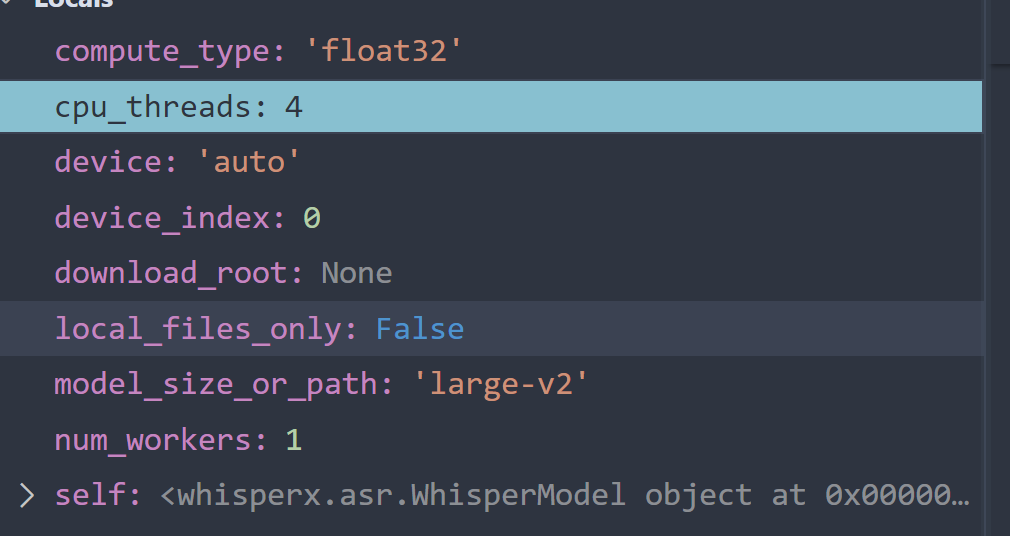 Locals
compute_type: 'float32'
cpu_threads: 4
device: 'auto'
device_index: 0
download_root: None
local_files_only: False
model_size_or_path: 'large-v2'
num_workers: 1
self: <whisperx.asr.WhisperModel object at 0x00000…